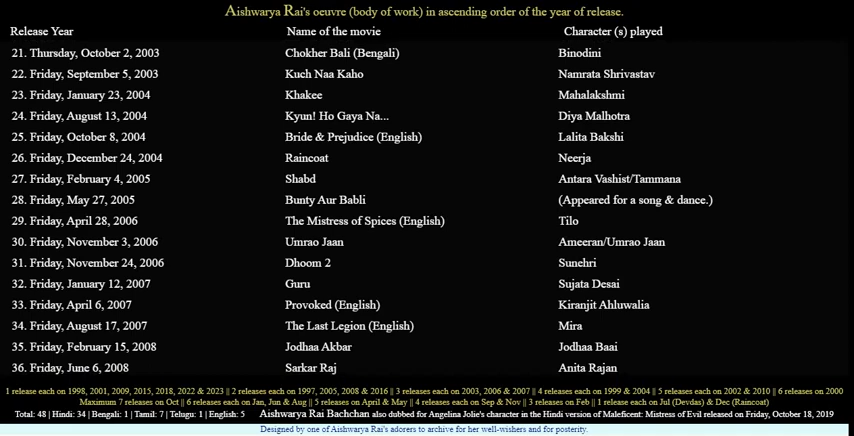 Aishwarya Rai's oeuvre (body of work) in ascending order of the year of release.
Release Year Name of the movie Character (s) played
21. Thursday, October 2, 2003 Chokher Bali (Bengali) Binodini
22. Friday, September 5, 2003 Kuch Naa Kaho Namrata Shrivastav
23. Friday, January 23, 2004 Khakee Mahalakshmi
24. Friday, August 13, 2004 Kyun! Ho Gaya Na... Diya Malhotra
25. Friday, October 8, 2004 Bride & Prejudice (English) Lalita Bakshi
26. Friday, December 24, 2004 Raincoat Neerja
27. Friday, February 4, 2005 Shabd Antara Vashist/Tammana
28. Friday, May 27, 2005 Bunty Aur Babli (Appeared for a song & dance.)
29. Friday, April 28, 2006 The Mistress of Spices (English) Tilo
30. Friday, November 3, 2006 Umrao Jaan Ameeran/Umrao Jaan
31. Friday, November 24, 2006 Dhoom 2 Sunehri
32. Friday, January 12, 2007 Guru Sujata Desai
33. Friday, April 6, 2007 Provoked (English) Kiranjit Ahluwalia
34. Friday, August 17, 2007 The Last Legion (English) Mira
35. Friday, February 15, 2008 Jodhaa Akbar Jodhaa Baai
36. Friday, June 6, 2008 Sarkar Raj Anita Rajan
1 release each on 1998, 2001, 2009, 2015, 2018, 2022 & 2023 || 2 releases each on 1997, 2005, 2008 & 2016 || 3 releases each on 2003, 2006 & 2007 || 4 releases each on 1999 & 2004 || 5 releases each on 2002 & 2010 || 6 releases on 2000
Maximum 7 releases on Oct || 6 releases each on Jan, Jun & Aug || 5 releases on April & May || 4 releases each on Sep & Nov || 3 releases on Feb || 1 release each on Jul (Devdas) & Dec (Raincoat)
Total: 48 | Hindi: 34 | Bengali: 1 | Tamil: 7 | Telugu: 1 | English: 5 Aishwarya Rai Bachchan also dubbed for Angelina Jolie's character in the Hindi version of Maleficent: Mistress of Evil released on Friday, October 18, 2019
Designed by one of Aishwarya Rai's adorers to archive for her well-wishers and for posterity.